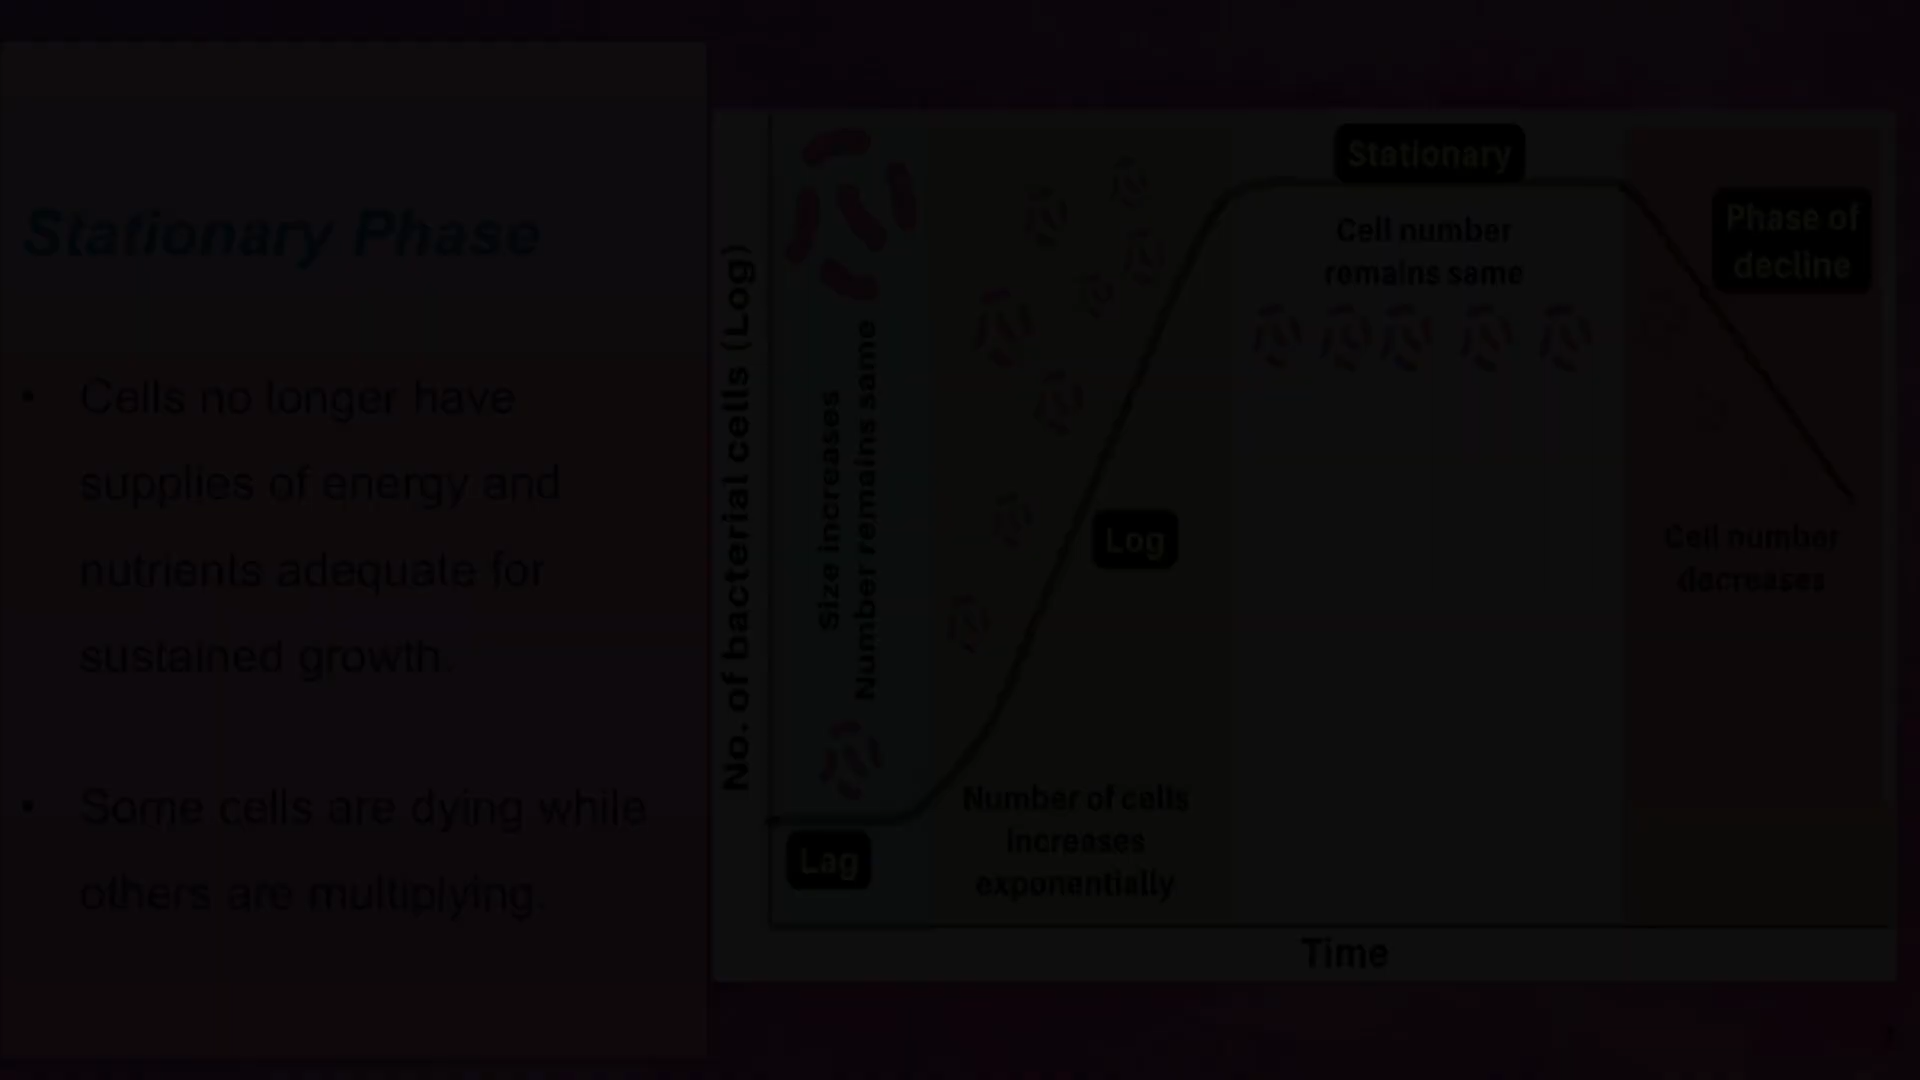 Stationary Phase
• Cells no longer have
supplies of energy and
nutrients adequate for
sustained growth.
• Some cells are dying while
others are multiplying.
No. of bacterial cells (Log)
Size increases
Number remains same
Lag
Number of cells
increases
exponentially
Log
Stationary
Cell number
remains same
Phase of
decline
Cell number
decreases
Time